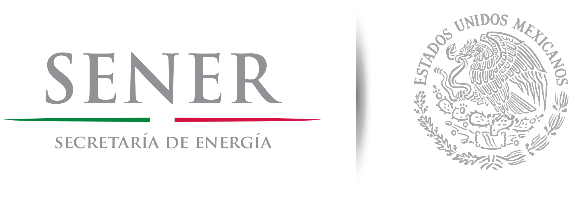 SENER
SECRETARÍA DE ENERGÍA
ESTADOS UNIDOS MEXICANOS